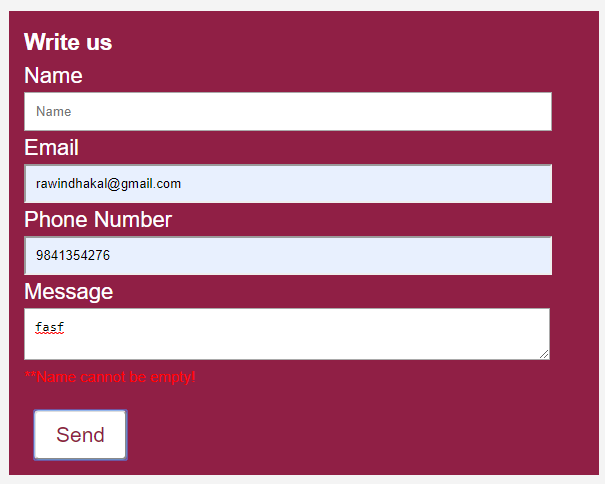 Write us
Name
Name
Email
rawindhakal@gmail.com
Phone Number
9841354276
Message
fasf
**Name cannot be empty!
Send